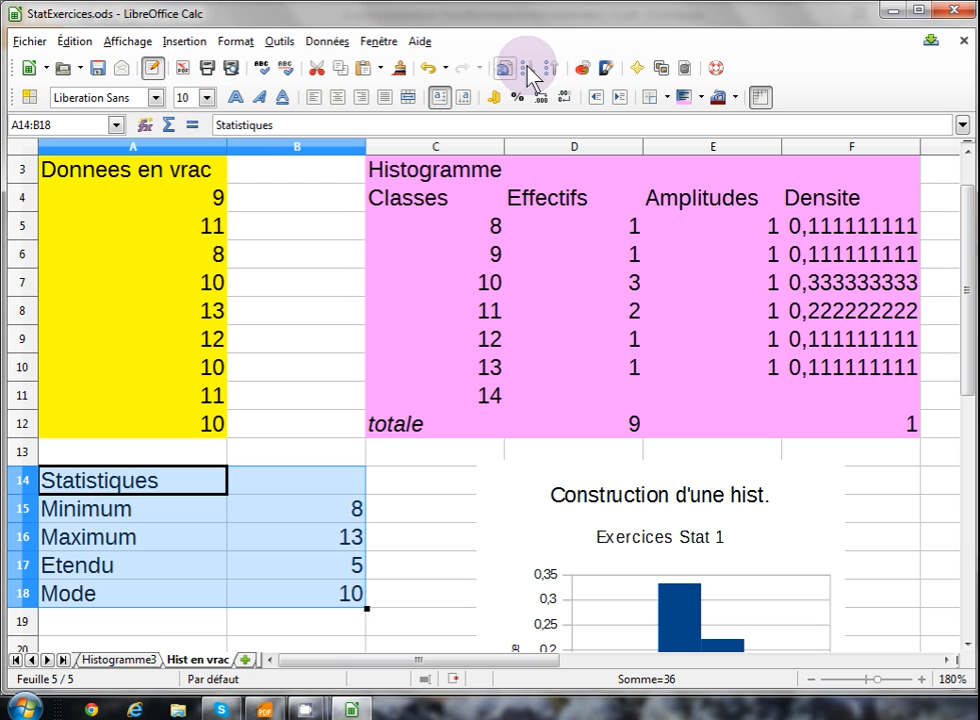 StatExercices.ods - LibreOffice Calc
Fichier Édition Affichage Insertion Format Outils Données Fenêtre Aide
Liberation Sans 10 % .000
A14:B18 Statistiques
A B C D E F
3 Donnees en vrac Histogramme
4 9 Classes Effectifs Amplitudes Densite
5 11 8 1 1 0,111111111
6 8 9 1 1 0,111111111
7 10 10 3 1 0,333333333
8 13 11 2 1 0,222222222
9 12 12 1 1 0,111111111
10 10 13 1 1 0,111111111
11 11 14
12 10 totale 9 1
13
14 Statistiques
15 Minimum 8
16 Maximum 13
17 Etendu 5
18 Mode 10
19
20
Construction d'une hist.
Exercices Stat 1
0,35
0,3
0,25
0,2
Histogramme3 Hist en vrac
Feuille 5 / 5 Par défaut Somme=36 180%